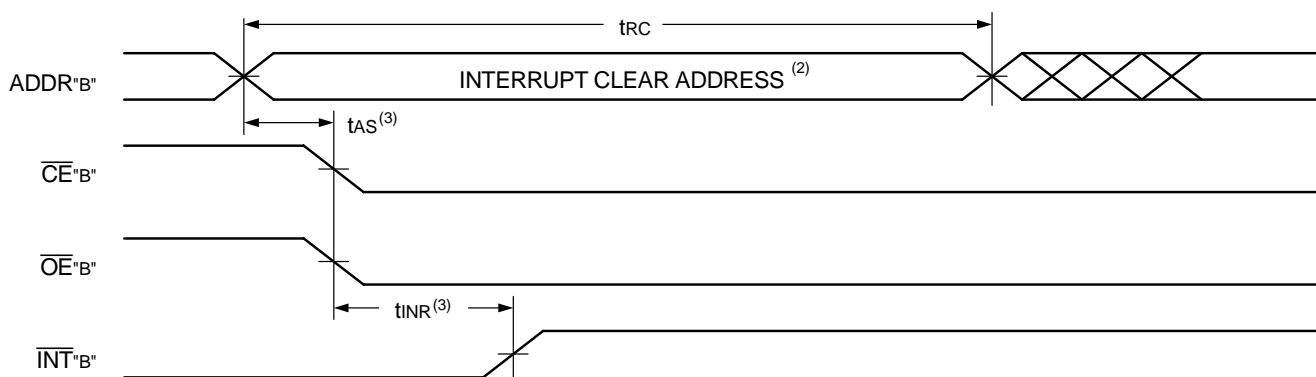 tRC
ADDR"B"
INTERRUPT CLEAR ADDRESS (2)
tAS(3)
CE"B"
OE"B"
tINR(3)
INT"B"